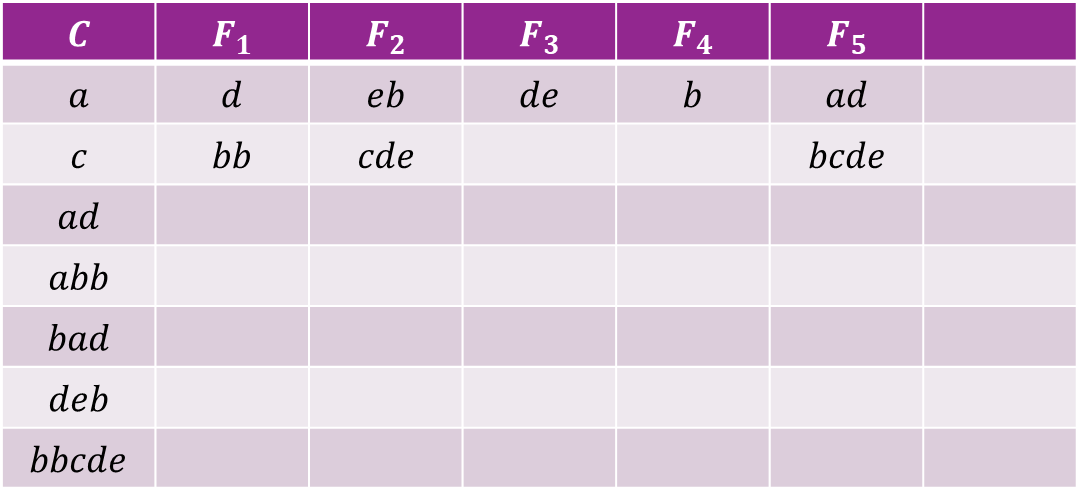 C F₁ F₂ F₃ F₄ F₅
a d eb de b ad
c bb cde bcde
ad
abb
bad
deb
bbcde